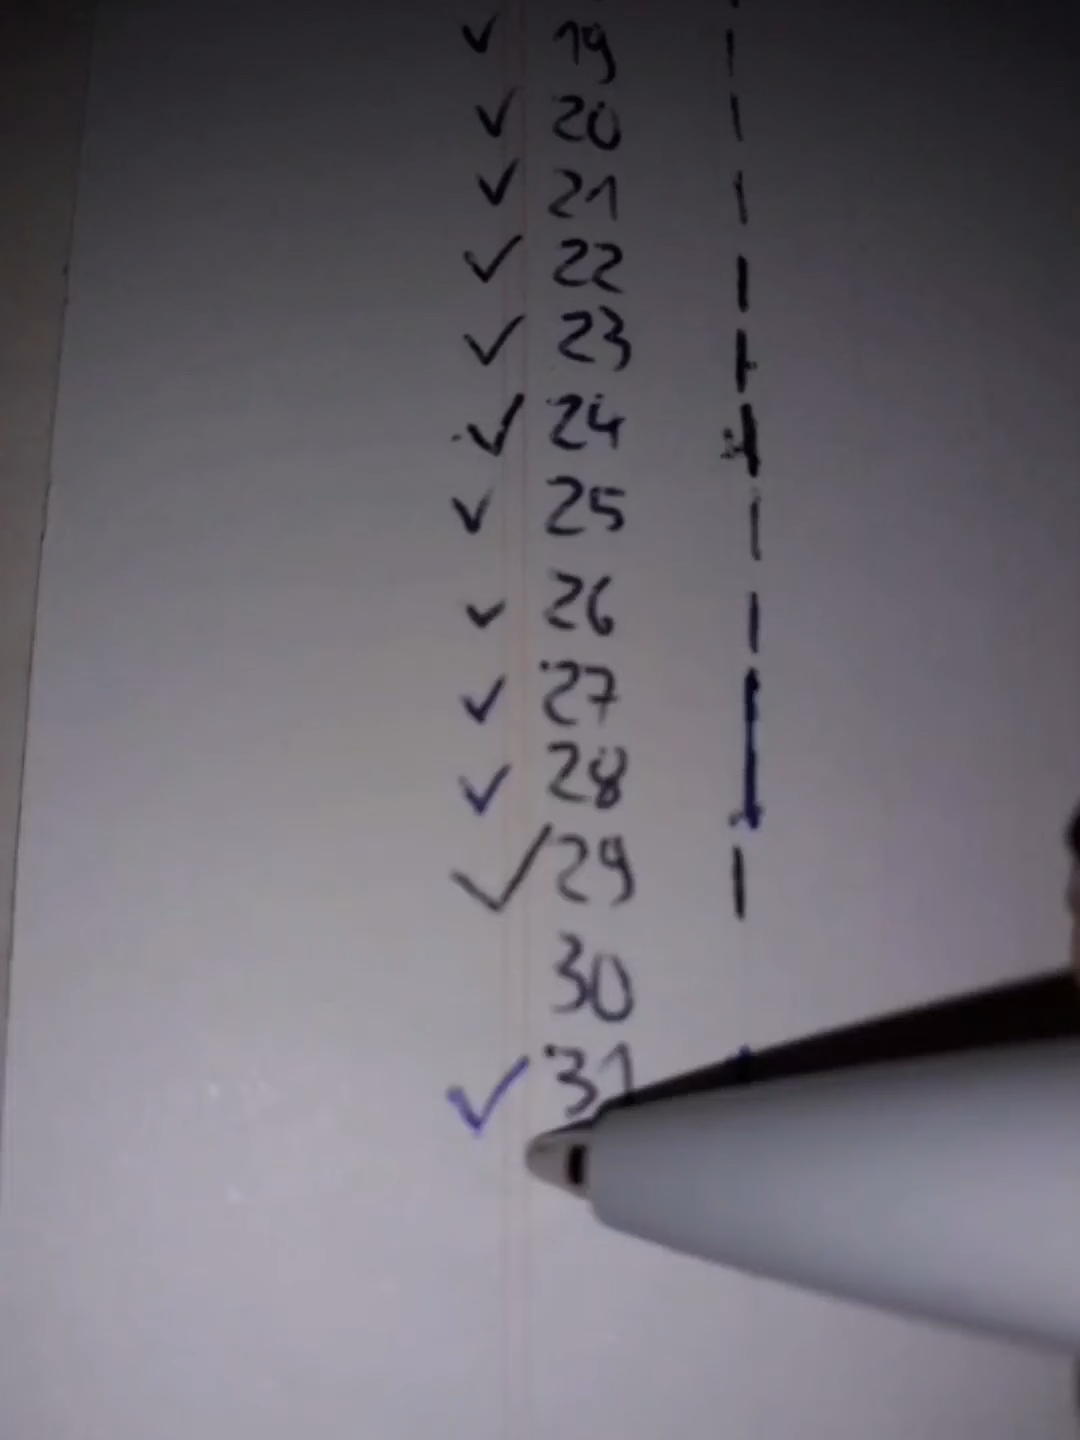 ✓ 19 |
✓ 20 |
✓ 21 |
✓ 22 |
✓ 23 |
✓ 24 |
✓ 25 |
✓ 26 |
✓ 27 |
✓ 28 |
✓ 29 |
30
✓ 31